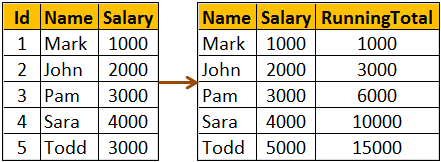 Id Name Salary
1 Mark 1000
2 John 2000
3 Pam 3000
4 Sara 4000
5 Todd 3000
Name Salary RunningTotal
Mark 1000 1000
John 2000 3000
Pam 3000 6000
Sara 4000 10000
Todd 5000 15000